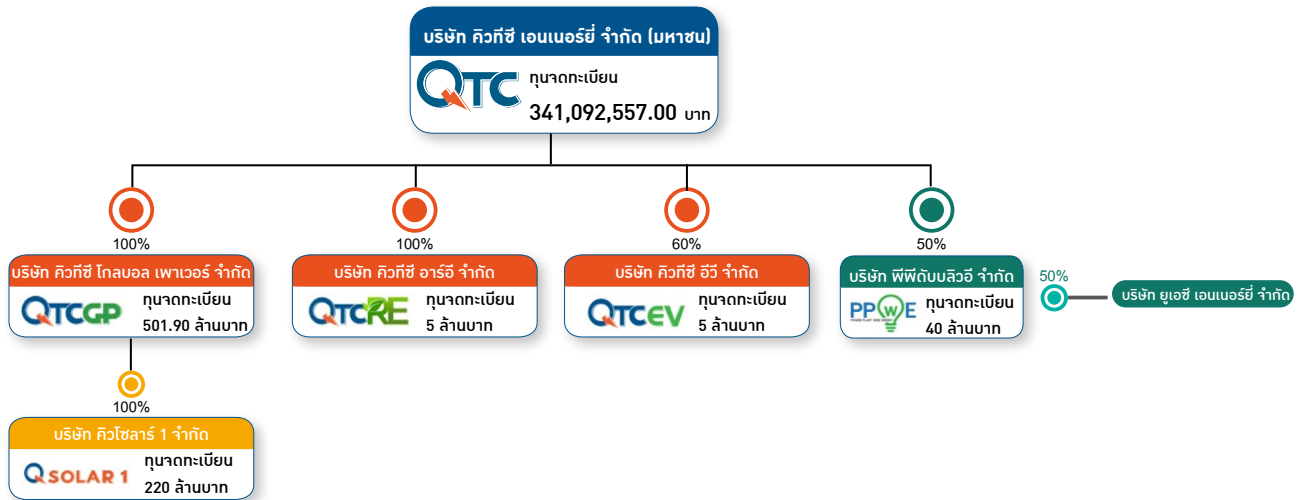 บริษัท คิวทีซี เอนเนอร์ยี่ จำกัด (มหาชน)
QTC
ทุนจดทะเบียน
341,092,557.00 บาท
100%
บริษัท คิวทีซี โกลบอล เพาเวอร์ จำกัด
QTCGP
ทุนจดทะเบียน
501.90 ล้านบาท
100%
บริษัท คิวทีซี อาร์อี จำกัด
QTCRE
ทุนจดทะเบียน
5 ล้านบาท
60%
บริษัท คิวทีซี อีวี จำกัด
QTCEV
ทุนจดทะเบียน
5 ล้านบาท
50%
บริษัท พีพีดับบลิวอี จำกัด
PPWE
ทุนจดทะเบียน
40 ล้านบาท
50%
บริษัท ยูเอซี เอนเนอร์ยี่ จำกัด
100%
บริษัท คิวโซลาร์ 1 จำกัด
Q SOLAR 1
ทุนจดทะเบียน
220 ล้านบาท